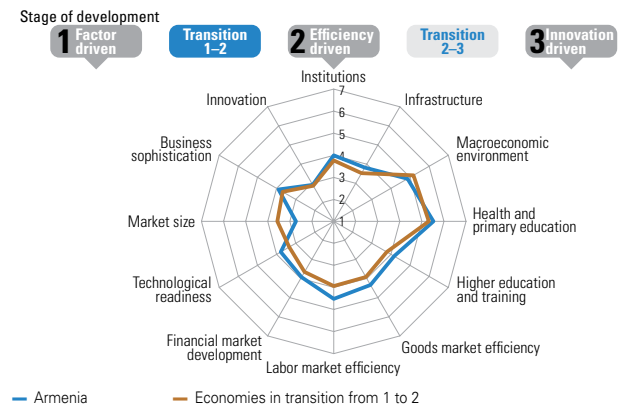 Stage of development
1 Factor driven
Transition 1–2
2 Efficiency driven
Transition 2–3
3 Innovation driven
Institutions
7
Innovation
Infrastructure
6
5
Business
sophistication
Macroeconomic
environment
4
3
2
Market size
1
Health and
primary education
Technological
readiness
Higher education
and training
Financial market
development
Goods market efficiency
Labor market efficiency
Armenia
Economies in transition from 1 to 2